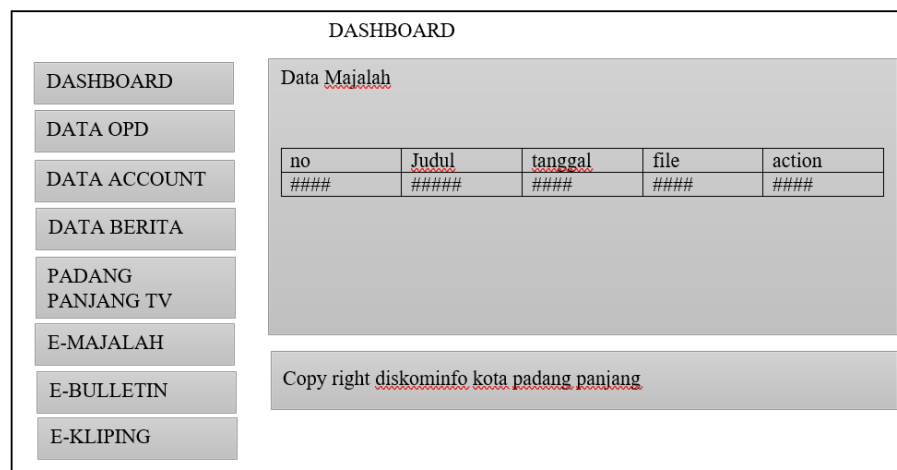 DASHBOARD
DASHBOARD
DATA OPD
DATA ACCOUNT
DATA BERITA
PADANG
PANJANG TV
E-MAJALAH
E-BULLETIN
E-KLIPING
Data Majalah
no Judul tanggal file action
#### ##### #### #### ####
Copy right diskominfo kota padang panjang